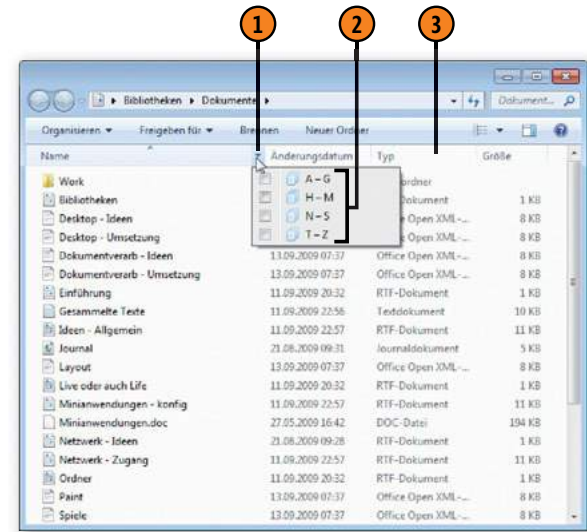 1 2 3
Bibliotheken ▸ Dokumente ▸ Dokument...
Organisieren Freigeben für Brennen Neuer Ordner
Name Änderungsdatum Typ Größe
Work
Bibliotheken 1 KB
Desktop - Ideen Open XML-... 8 KB
Desktop - Umsetzung Open XML-... 8 KB
A – G
H – M
N – S
T – Z
Dokumentverarb - Ideen 13.09.2009 07:37 Office Open XML-... 8 KB
Dokumentverarb - Umsetzung 13.09.2009 07:37 Office Open XML-... 8 KB
Einführung 11.09.2009 20:32 RTF-Dokument 1 KB
Gesammelte Texte 11.09.2009 22:56 Textdokument 10 KB
Ideen - Allgemein 11.09.2009 22:57 RTF-Dokument 11 KB
Journal 21.08.2009 09:31 Journaldokument 5 KB
Layout 13.09.2009 07:37 Office Open XML-... 8 KB
Live oder auch Life 11.09.2009 20:32 RTF-Dokument 1 KB
Minianwendungen - konfig 11.09.2009 22:57 RTF-Dokument 11 KB
Minianwendungen.doc 27.05.2009 16:42 DOC-Datei 194 KB
Netzwerk - Ideen 21.08.2009 09:28 RTF-Dokument 1 KB
Netzwerk - Zugang 11.09.2009 22:57 RTF-Dokument 11 KB
Ordner 11.09.2009 20:32 RTF-Dokument 1 KB
Paint 13.09.2009 07:37 Office Open XML-... 8 KB
Spiele 13.09.2009 07:37 Office Open XML-... 8 KB